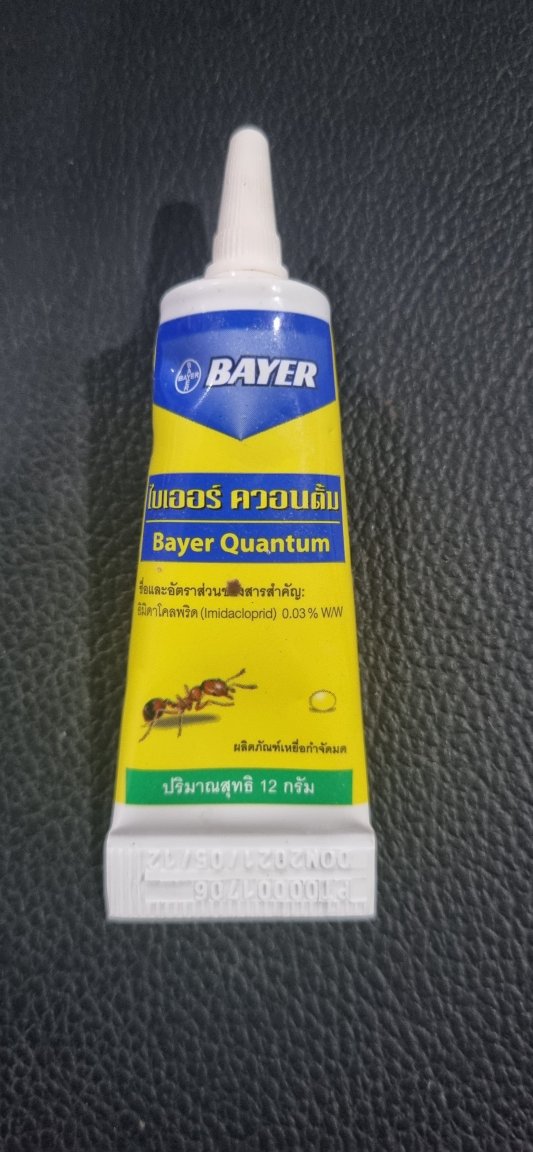 BAYER
BAYER
ไบเออร์ ควอนตั้ม
Bayer Quantum
ชื่อและอัตราส่วนของสารสำคัญ:
อิมิดาโคลพริด (Imidacloprid) 0.03 % W/W
ผลิตภัณฑ์เหยื่อกำจัดมด
ปริมาณสุทธิ 12 กรัม